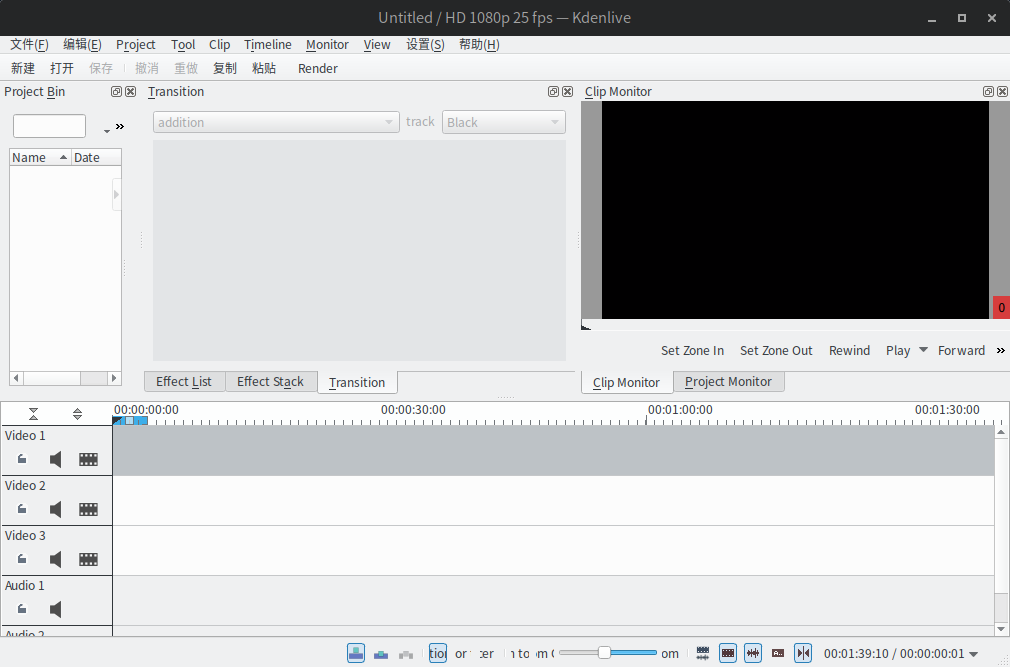 Untitled / HD 1080p 25 fps — Kdenlive
文件(F) 编辑(E) Project Tool Clip Timeline Monitor View 设置(S) 帮助(H)
新建 打开 保存 撤消 重做 复制 粘贴 Render
Project Bin Transition Clip Monitor
addition track Black
Name Date
0
Set Zone In Set Zone Out Rewind Play Forward »
Effect List Effect Stack Transition Clip Monitor Project Monitor
00:00:00:00 00:00:30:00 00:01:00:00 00:01:30:00
Video 1
Video 2
Video 3
Audio 1
Audio 2
or om 00:01:39:10 / 00:00:00:01